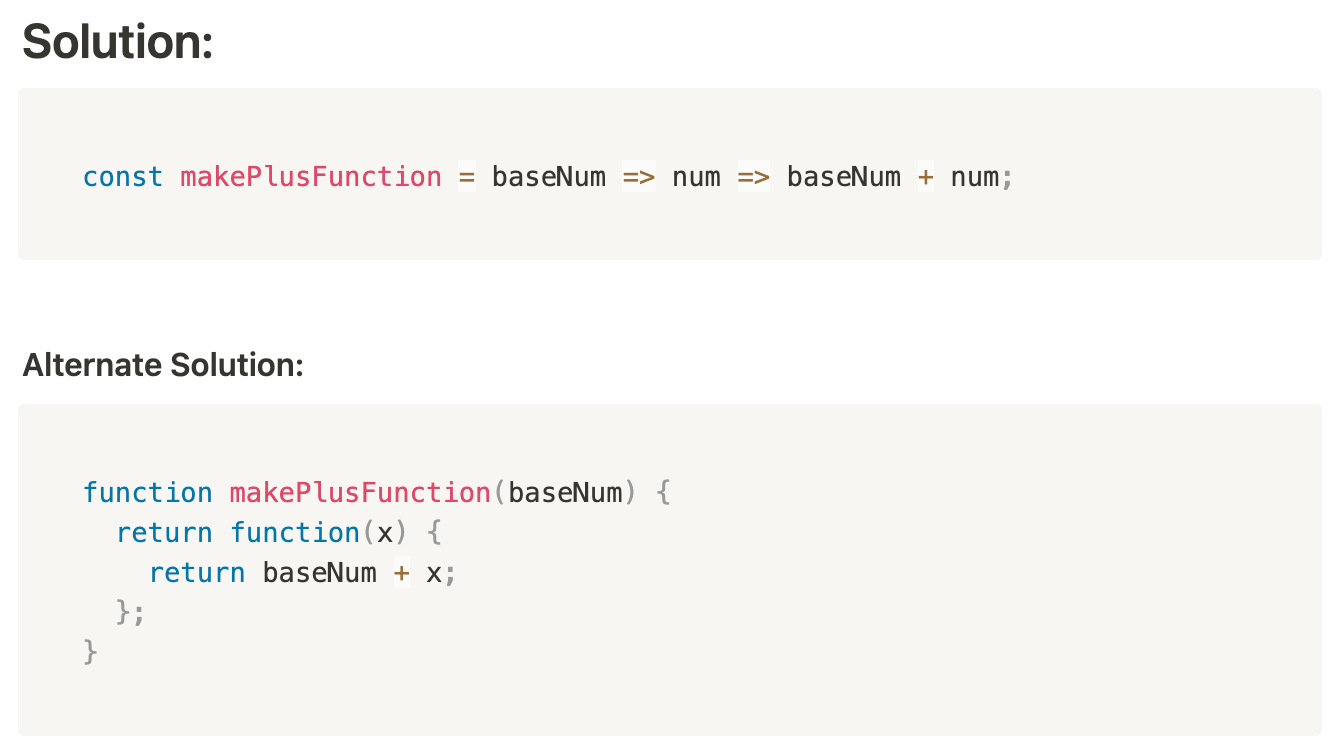 Solution:
const makePlusFunction = baseNum => num => baseNum + num;
Alternate Solution:
function makePlusFunction(baseNum) {
  return function(x) {
    return baseNum + x;
  };
}